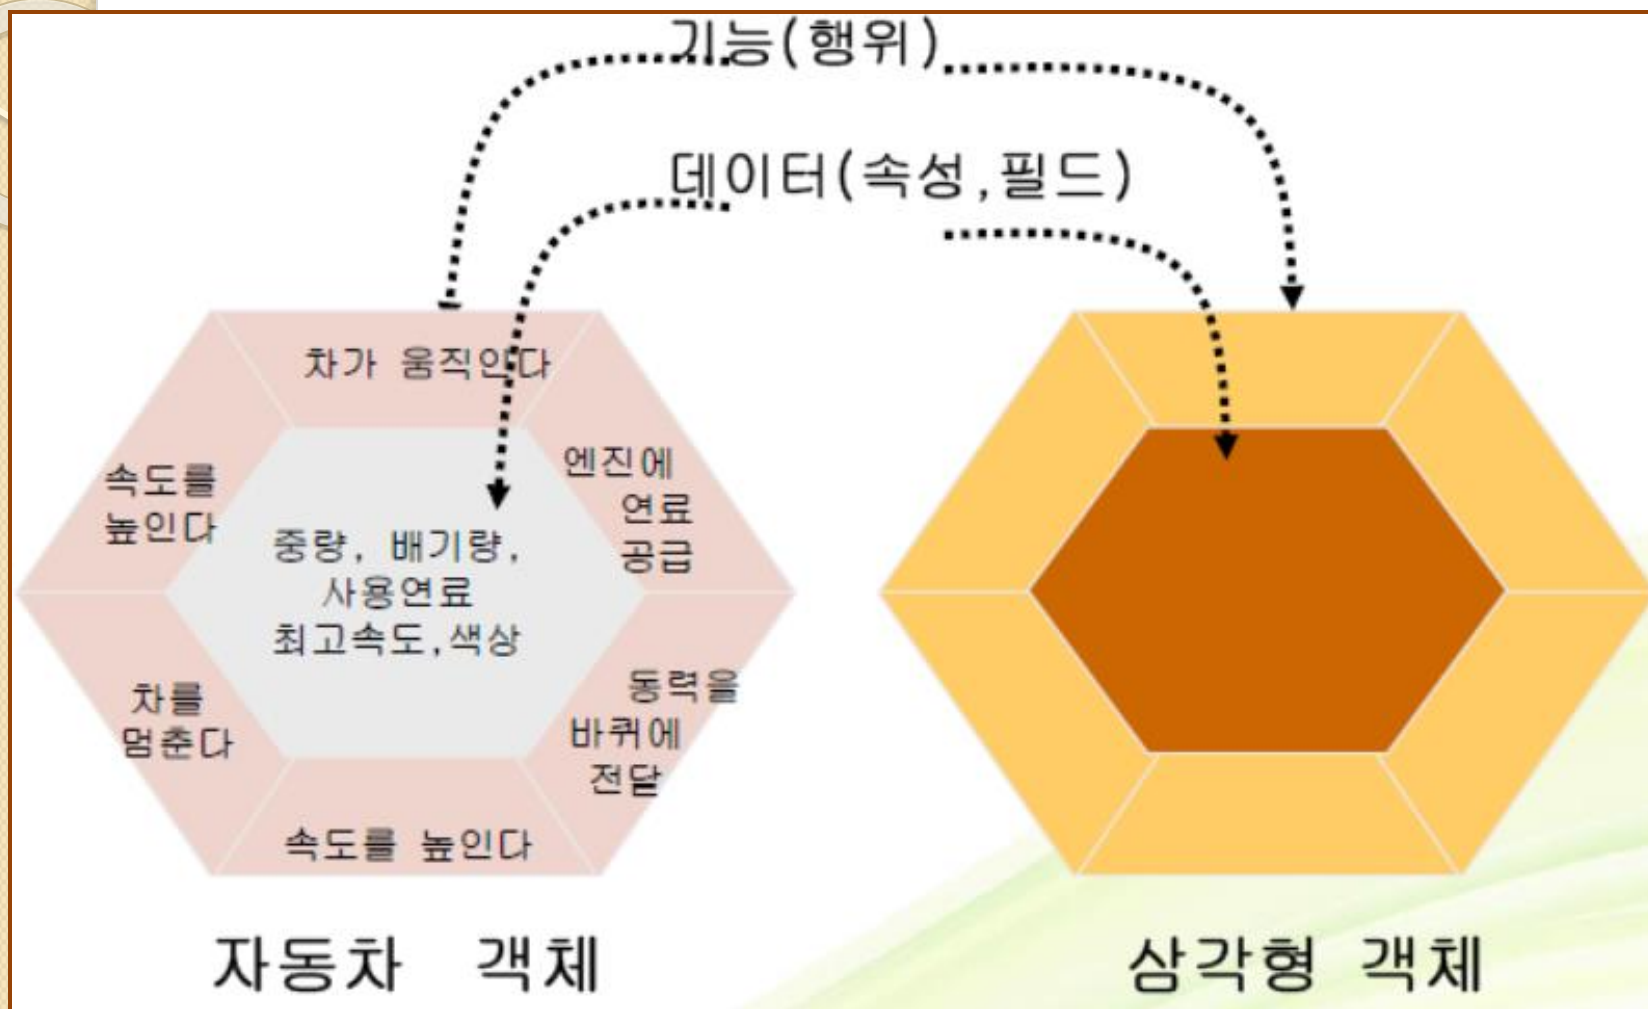 기능(행위)
데이터(속성,필드)
차가 움직인다
속도를
높인다
엔진에
연료
공급
중량, 배기량,
사용연료
최고속도,색상
차를
멈춘다
동력을
바퀴에
전달
속도를 높인다
자동차 객체
삼각형 객체